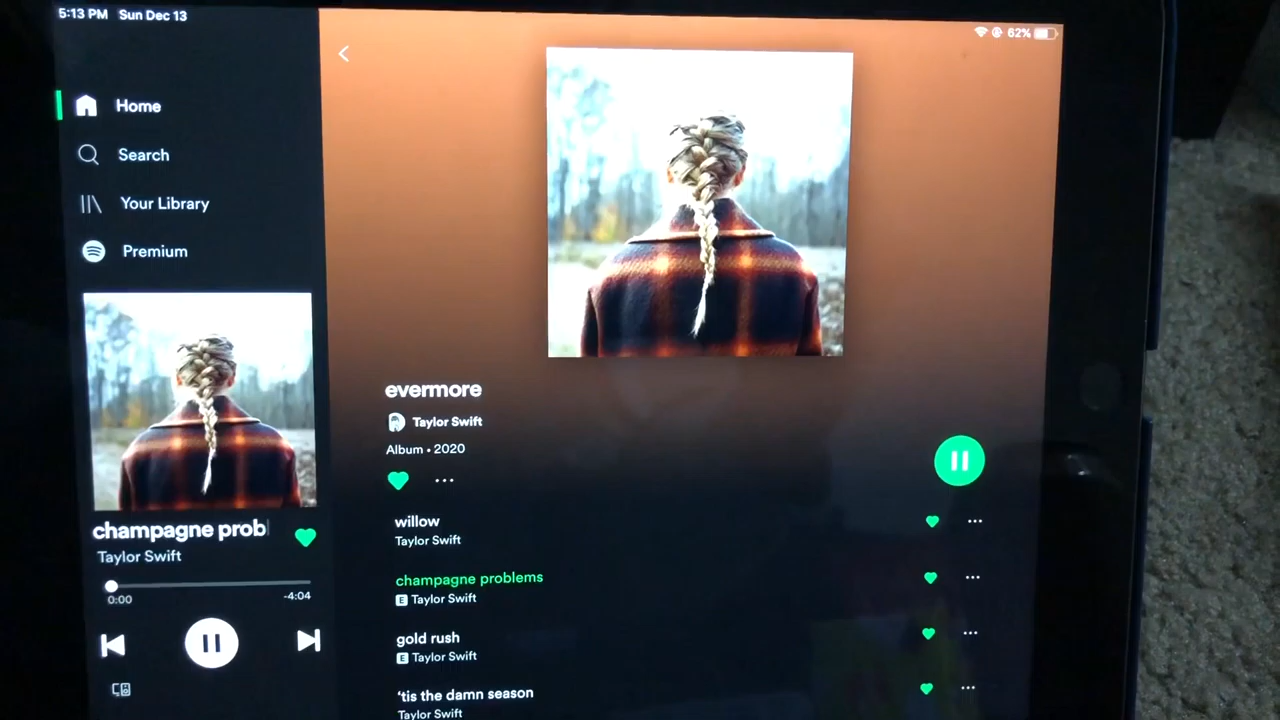 5:13 PM Sun Dec 13
62%
Home
Search
Your Library
Premium
champagne prob
Taylor Swift
0:00 -4:04
evermore
Taylor Swift
Album • 2020
willow
Taylor Swift
champagne problems
E Taylor Swift
gold rush
E Taylor Swift
'tis the damn season
Taylor Swift